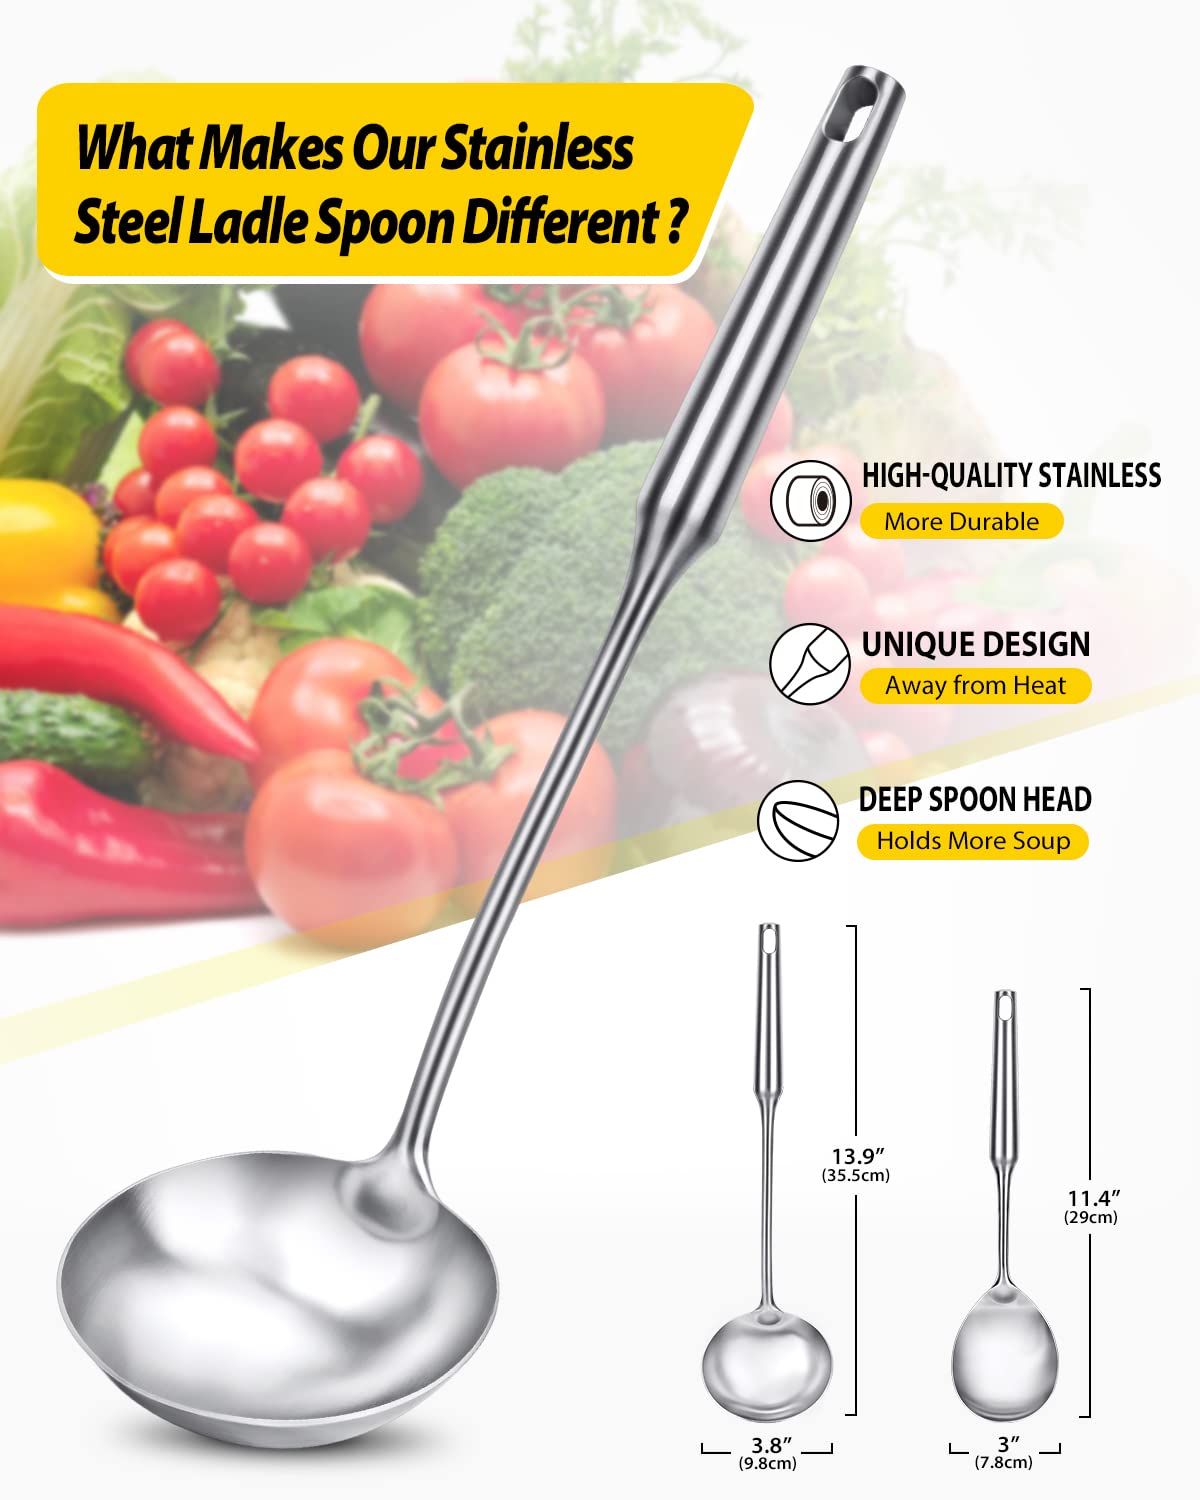 What Makes Our Stainless
Steel Ladle Spoon Different ?
HIGH-QUALITY STAINLESS
More Durable
UNIQUE DESIGN
Away from Heat
DEEP SPOON HEAD
Holds More Soup
13.9”
(35.5cm)
11.4”
(29cm)
3.8”
(9.8cm)
3”
(7.8cm)